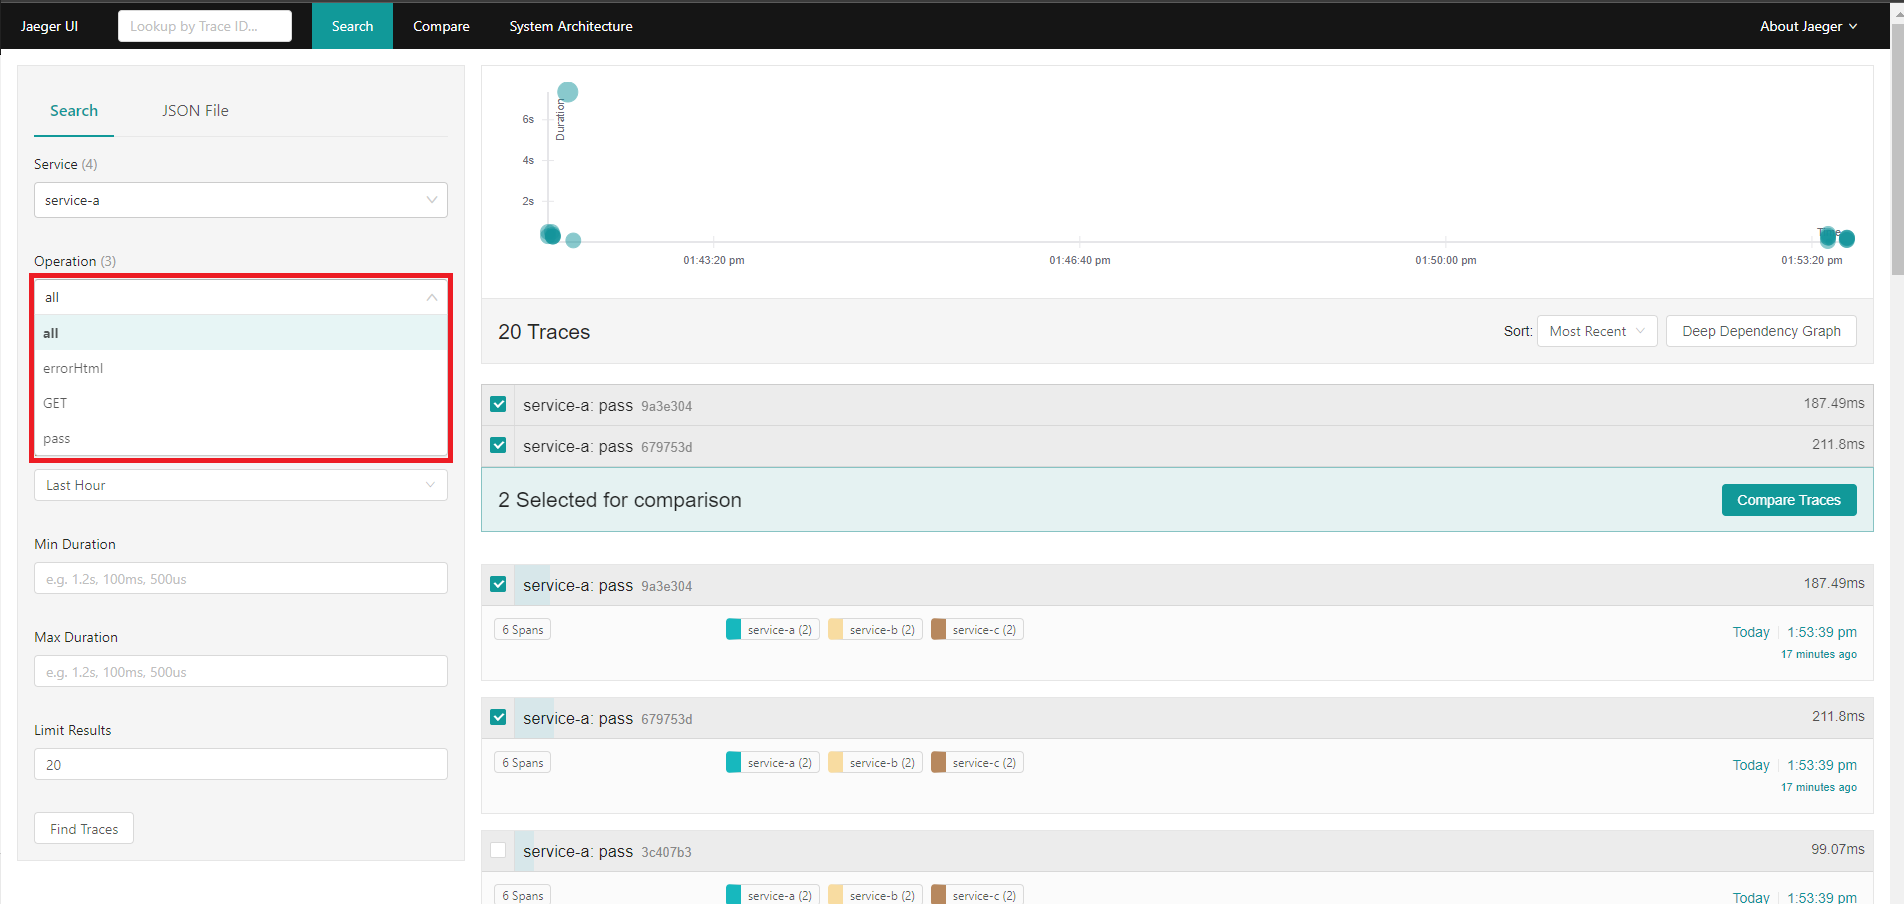 Jaeger UI
Lookup by Trace ID...
Search
Compare
System Architecture
About Jaeger
Search
JSON File
Service (4)
service-a
Operation (3)
all
all
errorHtml
GET
pass
Last Hour
Min Duration
e.g. 1.2s, 100ms, 500us
Max Duration
e.g. 1.2s, 100ms, 500us
Limit Results
20
Find Traces
Duration
6s
4s
2s
01:43:20 pm
01:46:40 pm
01:50:00 pm
01:53:20 pm
20 Traces
Sort:
Most Recent
Deep Dependency Graph
service-a: pass 9a3e304
187.49ms
service-a: pass 679753d
211.8ms
2 Selected for comparison
Compare Traces
service-a: pass 9a3e304
187.49ms
6 Spans
service-a (2)
service-b (2)
service-c (2)
Today
1:53:39 pm
17 minutes ago
service-a: pass 679753d
211.8ms
6 Spans
service-a (2)
service-b (2)
service-c (2)
Today
1:53:39 pm
17 minutes ago
service-a: pass 3c407b3
99.07ms
6 Spans
service-a (2)
service-b (2)
service-c (2)
Today
1:53:39 pm